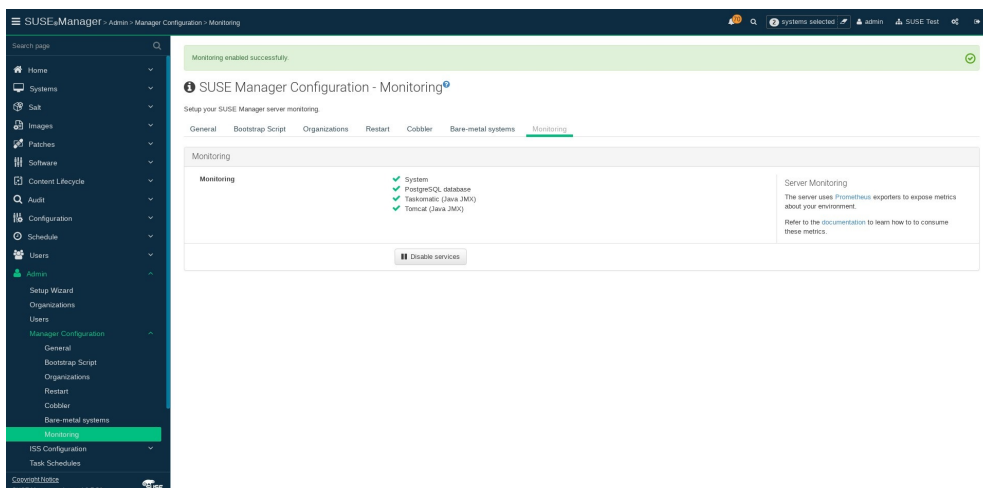 SUSE Manager > Admin > Manager Configuration > Monitoring
2 systems selected admin SUSE Test
Search page
Home
Systems
Salt
Images
Patches
Software
Content Lifecycle
Audit
Configuration
Schedule
Users
Admin
Setup Wizard
Organizations
Users
Manager Configuration
General
Bootstrap Script
Organizations
Restart
Cobbler
Bare-metal systems
Monitoring
ISS Configuration
Task Schedules
Copyright Notice
Monitoring enabled successfully.
SUSE Manager Configuration - Monitoring
Setup your SUSE Manager server monitoring.
General Bootstrap Script Organizations Restart Cobbler Bare-metal systems Monitoring
Monitoring
Monitoring
System
PostgreSQL database
Taskomatic (Java JMX)
Tomcat (Java JMX)
Disable services
Server Monitoring
The server uses Prometheus exporters to expose metrics
about your environment.
Refer to the documentation to learn how to to consume
these metrics.